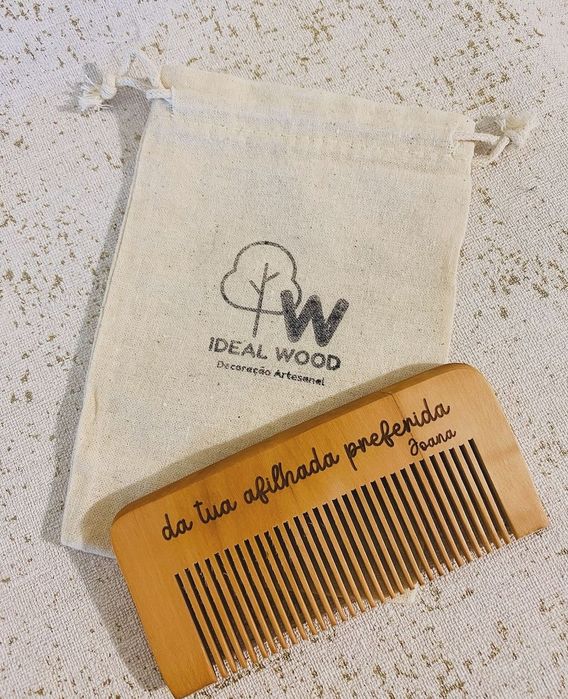 W
IDEAL WOOD
Decoração Artesanal
da tua afilhada preferida
Joana